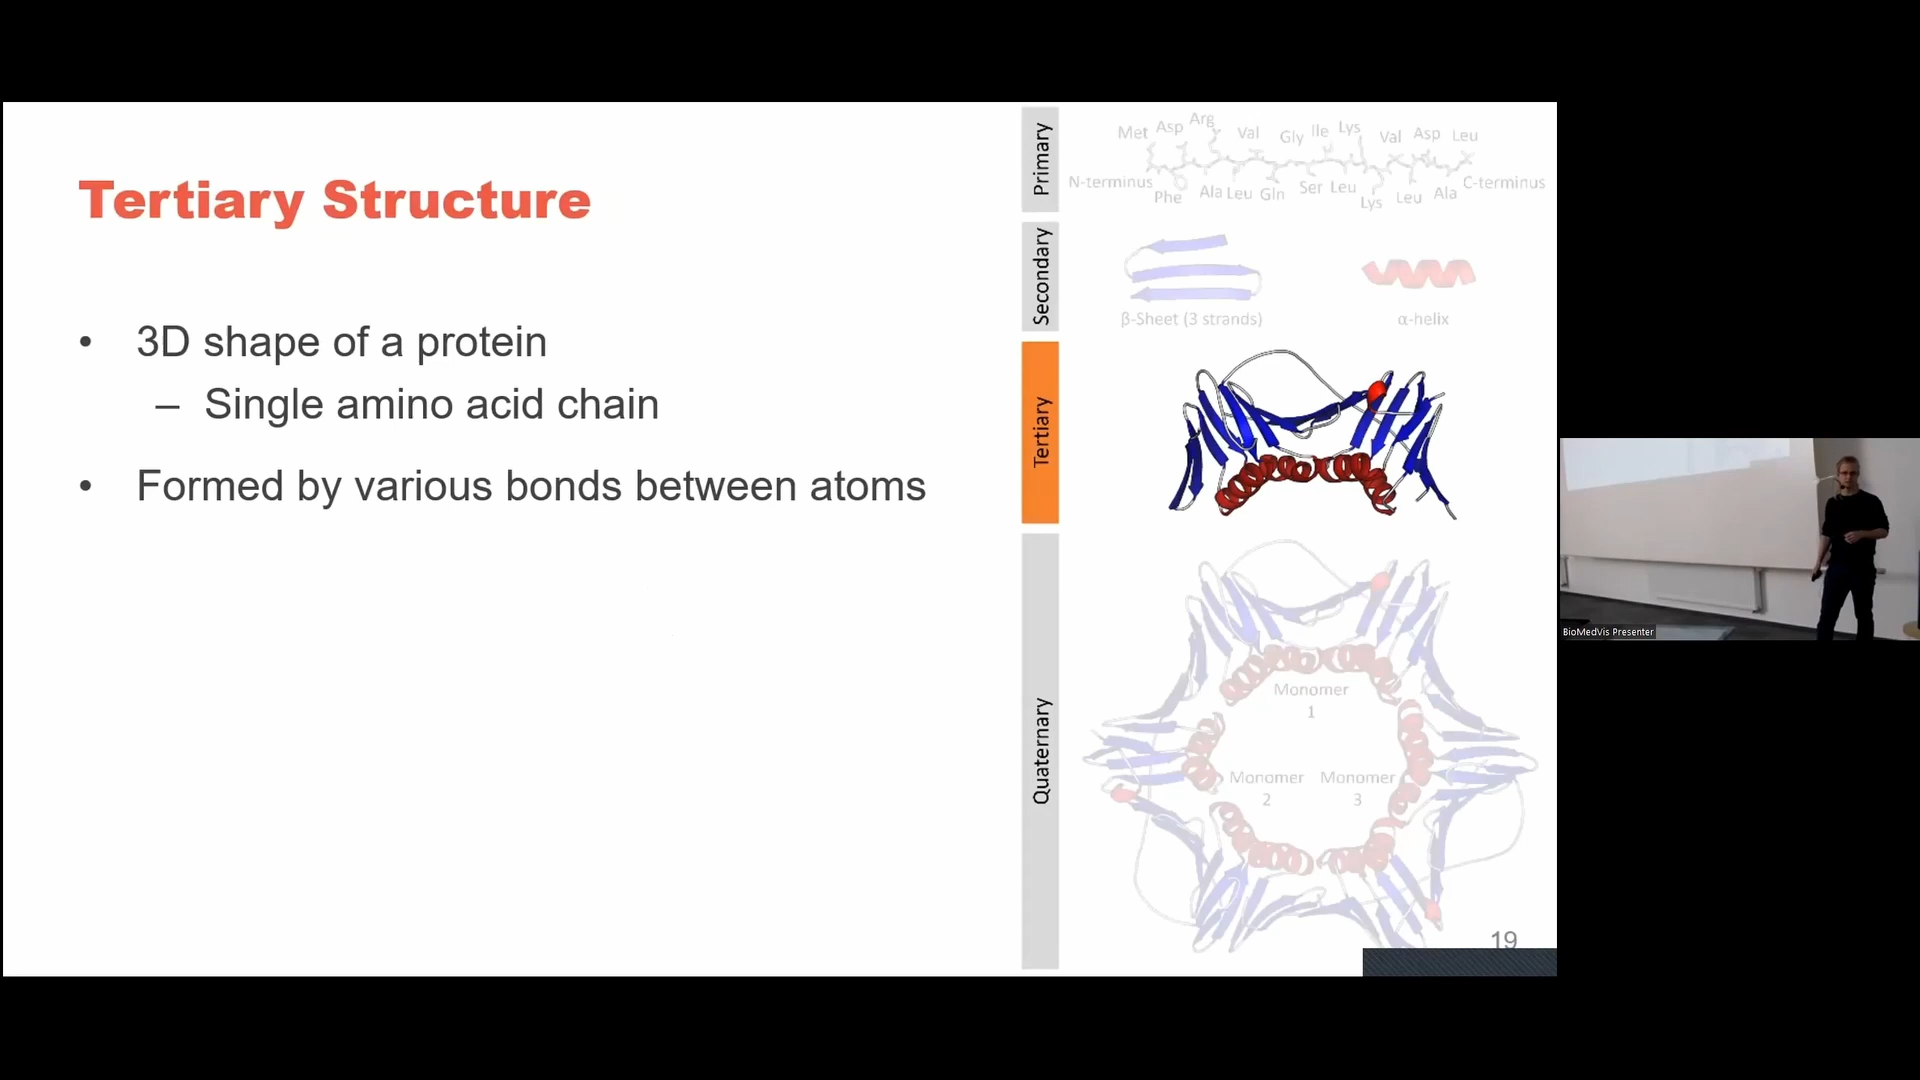 Tertiary Structure
• 3D shape of a protein
– Single amino acid chain
• Formed by various bonds between atoms
Primary
Met Asp Arg Val Gly Ile Lys Val Asp Leu
N-terminus Phe Ala Leu Gln Ser Leu Lys Leu Ala C-terminus
Secondary
β-Sheet (3 strands) α-helix
Tertiary
Quaternary
Monomer
1
Monomer Monomer
2 3
19
BioMedVis Presenter